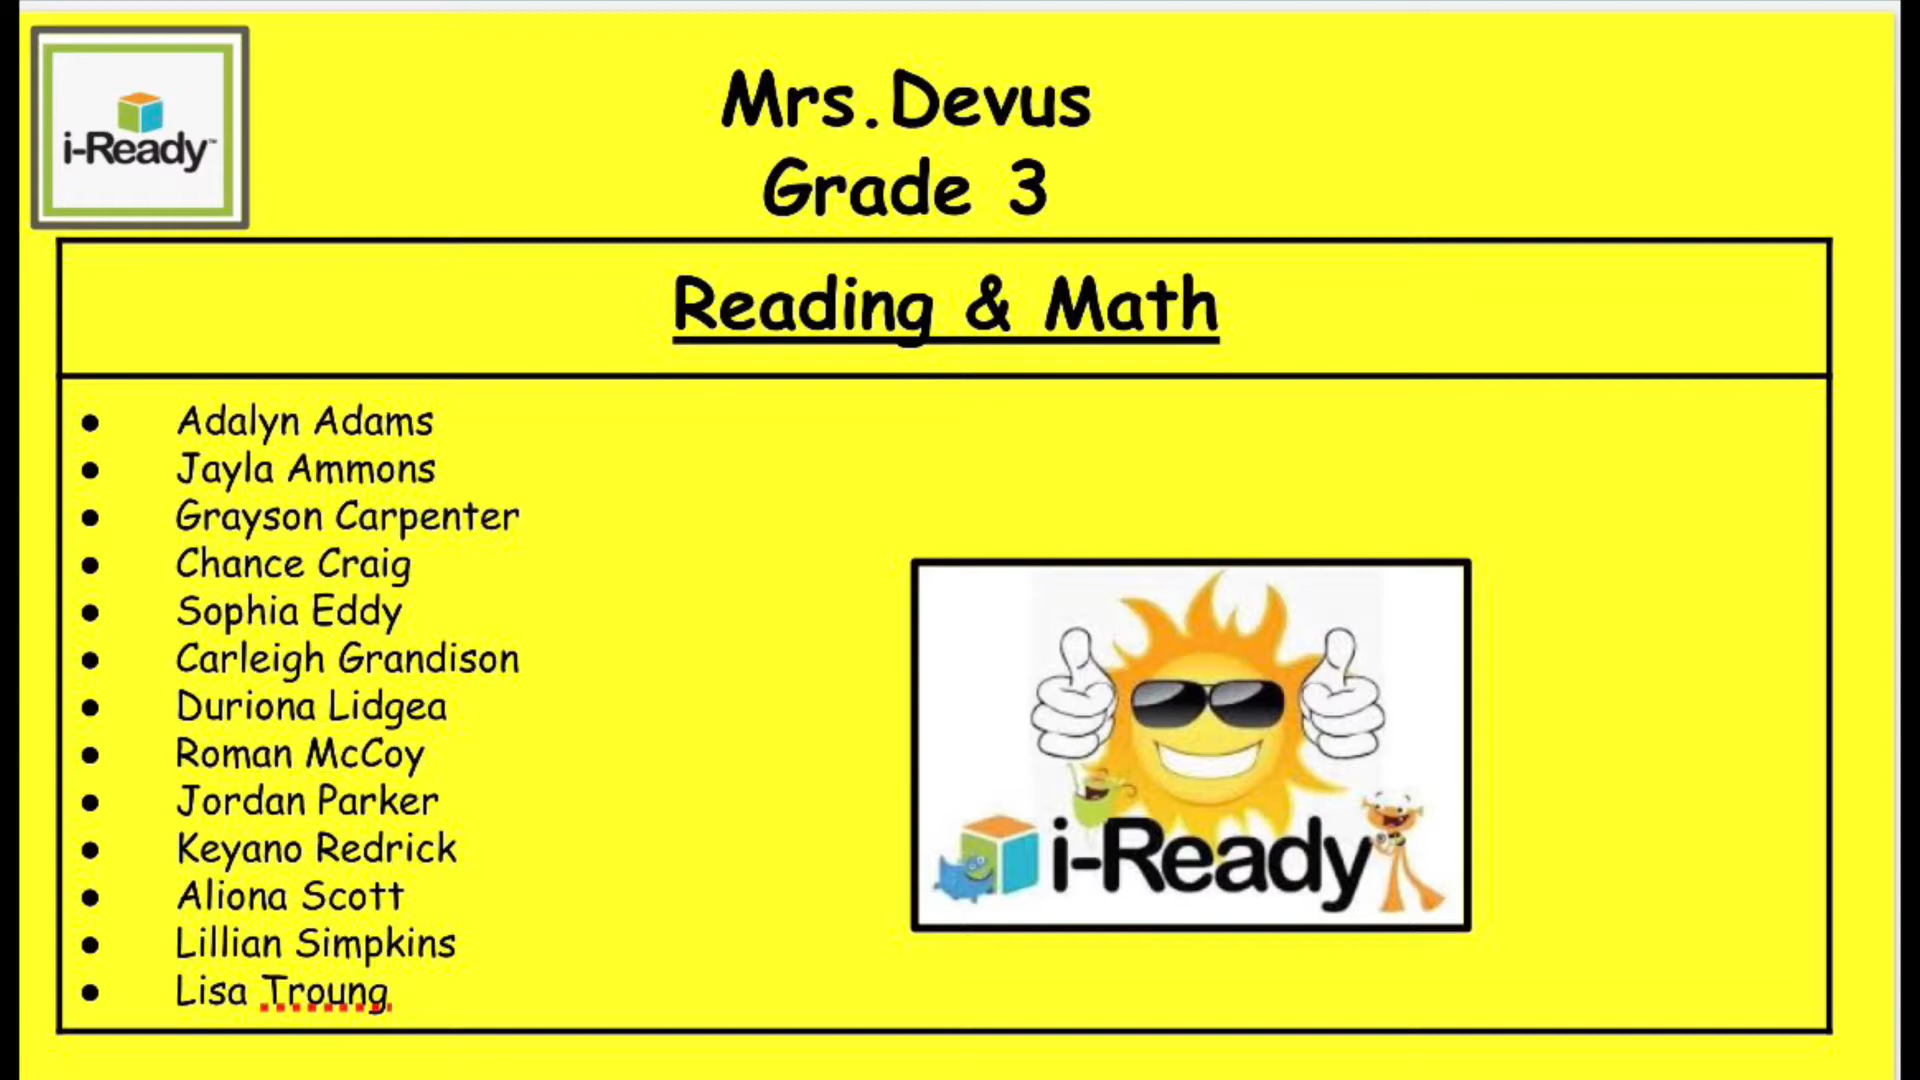 i-Ready™
Mrs.Devus
Grade 3
Reading & Math
● Adalyn Adams
● Jayla Ammons
● Grayson Carpenter
● Chance Craig
● Sophia Eddy
● Carleigh Grandison
● Duriona Lidgea
● Roman McCoy
● Jordan Parker
● Keyano Redrick
● Aliona Scott
● Lillian Simpkins
● Lisa Troung
i-Ready